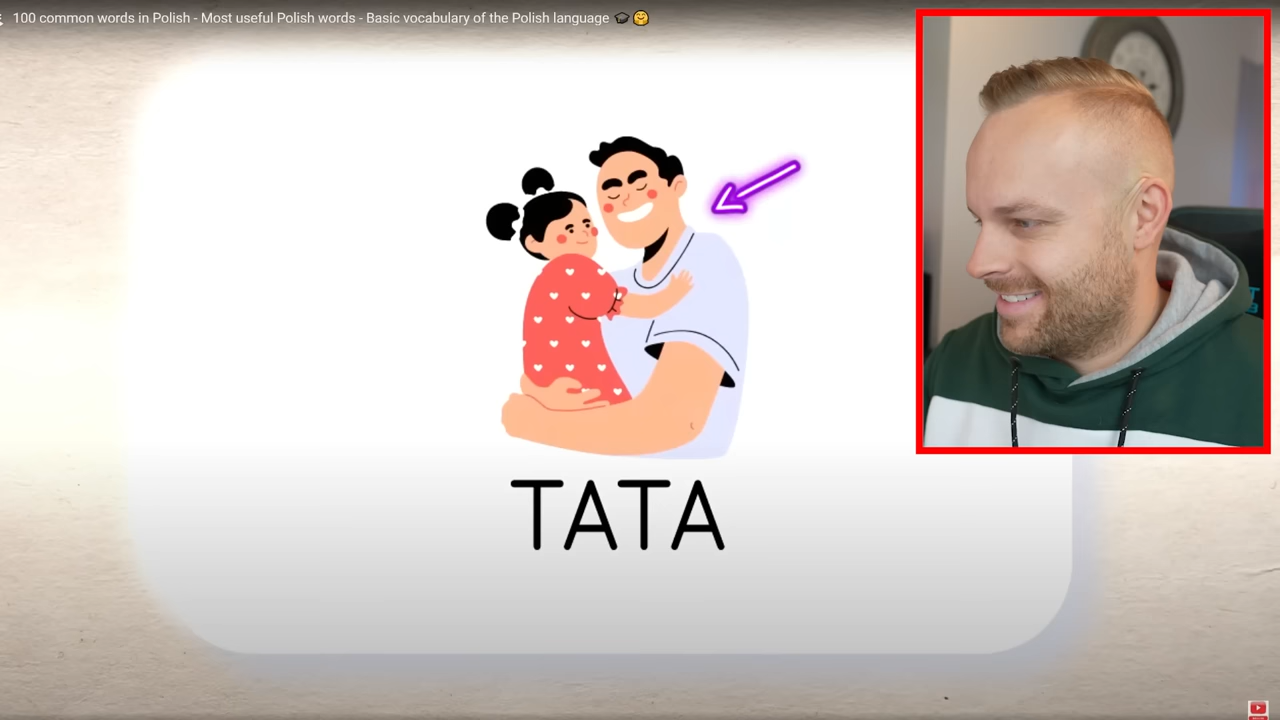 100 common words in Polish - Most useful Polish words - Basic vocabulary of the Polish language 🎓🤗
TATA